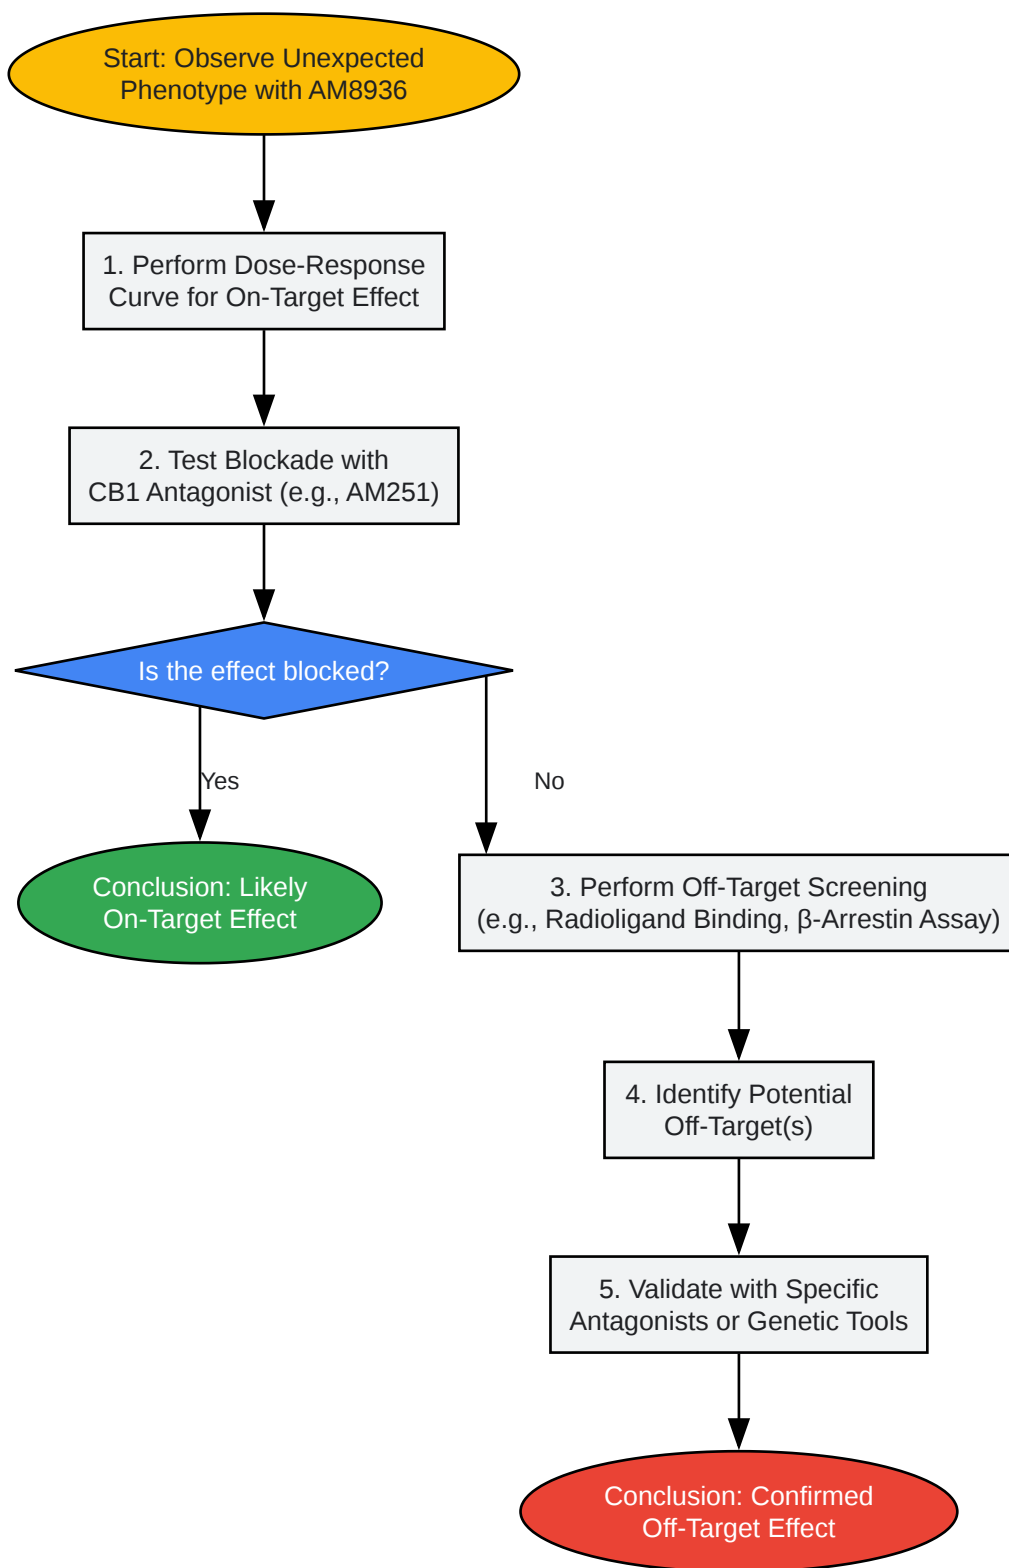 Start: Observe Unexpected
Phenotype with AM8936
1. Perform Dose-Response
Curve for On-Target Effect
2. Test Blockade with
CB1 Antagonist (e.g., AM251)
Is the effect blocked?
Yes
No
Conclusion: Likely
On-Target Effect
3. Perform Off-Target Screening
(e.g., Radioligand Binding, β-Arrestin Assay)
4. Identify Potential
Off-Target(s)
5. Validate with Specific
Antagonists or Genetic Tools
Conclusion: Confirmed
Off-Target Effect